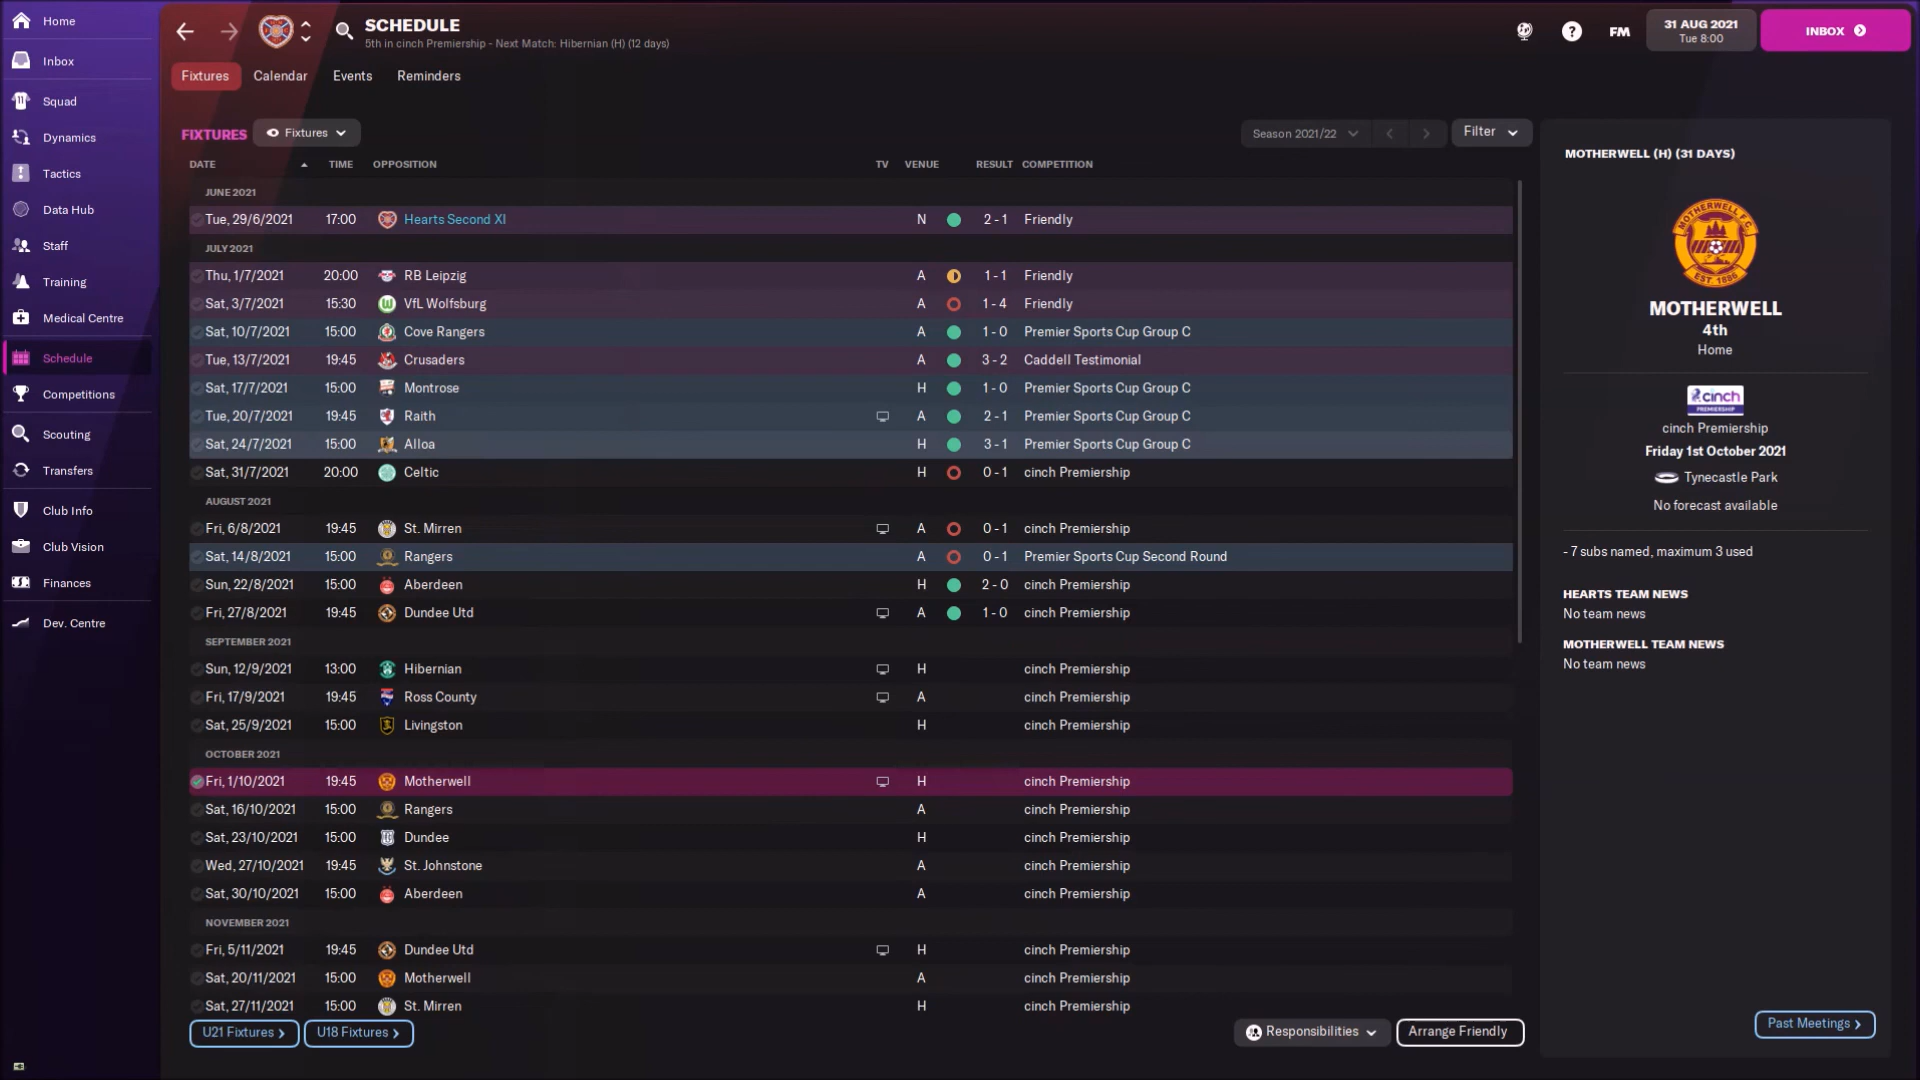 Home
Inbox
Squad
Dynamics
Tactics
Data Hub
Staff
Training
Medical Centre
Schedule
Competitions
Scouting
Transfers
Club Info
Club Vision
Finances
Dev. Centre
SCHEDULE
5th in cinch Premiership - Next Match: Hibernian (H) (12 days)
FM
31 AUG 2021
Tue 8:00
INBOX
Fixtures Calendar Events Reminders
FIXTURES Fixtures Season 2021/22 Filter
DATE TIME OPPOSITION TV VENUE RESULT COMPETITION
JUNE 2021
Tue, 29/6/2021 17:00 Hearts Second XI N 2 - 1 Friendly
JULY 2021
Thu, 1/7/2021 20:00 RB Leipzig A 1 - 1 Friendly
Sat, 3/7/2021 15:30 VfL Wolfsburg A 1 - 4 Friendly
Sat, 10/7/2021 15:00 Cove Rangers A 1 - 0 Premier Sports Cup Group C
Tue, 13/7/2021 19:45 Crusaders A 3 - 2 Caddell Testimonial
Sat, 17/7/2021 15:00 Montrose H 1 - 0 Premier Sports Cup Group C
Tue, 20/7/2021 19:45 Raith A 2 - 1 Premier Sports Cup Group C
Sat, 24/7/2021 15:00 Alloa H 3 - 1 Premier Sports Cup Group C
Sat, 31/7/2021 20:00 Celtic H 0 - 1 cinch Premiership
AUGUST 2021
Fri, 6/8/2021 19:45 St. Mirren A 0 - 1 cinch Premiership
Sat, 14/8/2021 15:00 Rangers A 0 - 1 Premier Sports Cup Second Round
Sun, 22/8/2021 15:00 Aberdeen H 2 - 0 cinch Premiership
Fri, 27/8/2021 19:45 Dundee Utd A 1 - 0 cinch Premiership
SEPTEMBER 2021
Sun, 12/9/2021 13:00 Hibernian H cinch Premiership
Fri, 17/9/2021 19:45 Ross County A cinch Premiership
Sat, 25/9/2021 15:00 Livingston H cinch Premiership
OCTOBER 2021
Fri, 1/10/2021 19:45 Motherwell H cinch Premiership
Sat, 16/10/2021 15:00 Rangers A cinch Premiership
Sat, 23/10/2021 15:00 Dundee H cinch Premiership
Wed, 27/10/2021 19:45 St. Johnstone A cinch Premiership
Sat, 30/10/2021 15:00 Aberdeen A cinch Premiership
NOVEMBER 2021
Fri, 5/11/2021 19:45 Dundee Utd H cinch Premiership
Sat, 20/11/2021 15:00 Motherwell A cinch Premiership
Sat, 27/11/2021 15:00 St. Mirren H cinch Premiership
U21 Fixtures U18 Fixtures Responsibilities Arrange Friendly
MOTHERWELL (H) (31 DAYS)
MOTHERWELL F.C.
EST 1886
MOTHERWELL
4th
Home
cinch
PREMIERSHIP
cinch Premiership
Friday 1st October 2021
Tynecastle Park
No forecast available
- 7 subs named, maximum 3 used
HEARTS TEAM NEWS
No team news
MOTHERWELL TEAM NEWS
No team news
Past Meetings